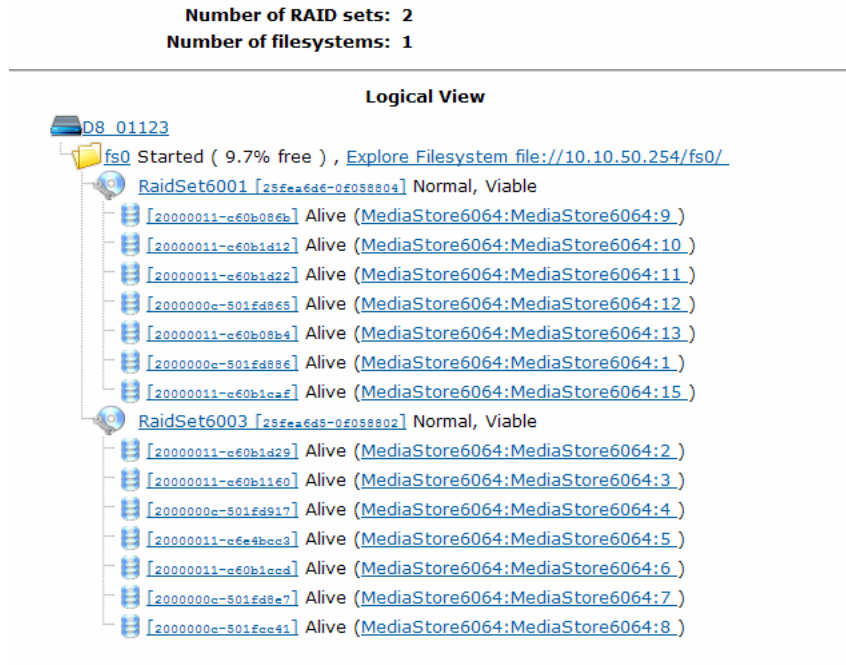 Number of RAID sets: 2
Number of filesystems: 1
Logical View
D8_01123
fs0 Started ( 9.7% free ) , Explore Filesystem file://10.10.50.254/fs0/
RaidSet6001 [25fea6d6-0f058804] Normal, Viable
[20000011-c60b086b] Alive (MediaStore6064:MediaStore6064:9 )
[20000011-c60b1d12] Alive (MediaStore6064:MediaStore6064:10 )
[20000011-c60b1d22] Alive (MediaStore6064:MediaStore6064:11 )
[2000000c-501fd865] Alive (MediaStore6064:MediaStore6064:12 )
[20000011-c60b08b4] Alive (MediaStore6064:MediaStore6064:13 )
[2000000c-501fd886] Alive (MediaStore6064:MediaStore6064:1 )
[20000011-c60b1caf] Alive (MediaStore6064:MediaStore6064:15 )
RaidSet6003 [25fea6d5-0f058802] Normal, Viable
[20000011-c60b1d29] Alive (MediaStore6064:MediaStore6064:2 )
[20000011-c60b1160] Alive (MediaStore6064:MediaStore6064:3 )
[2000000c-501fd917] Alive (MediaStore6064:MediaStore6064:4 )
[20000011-c6e4bcc3] Alive (MediaStore6064:MediaStore6064:5 )
[20000011-c60b1ccd] Alive (MediaStore6064:MediaStore6064:6 )
[2000000c-501fd8e7] Alive (MediaStore6064:MediaStore6064:7 )
[2000000c-501fcc41] Alive (MediaStore6064:MediaStore6064:8 )